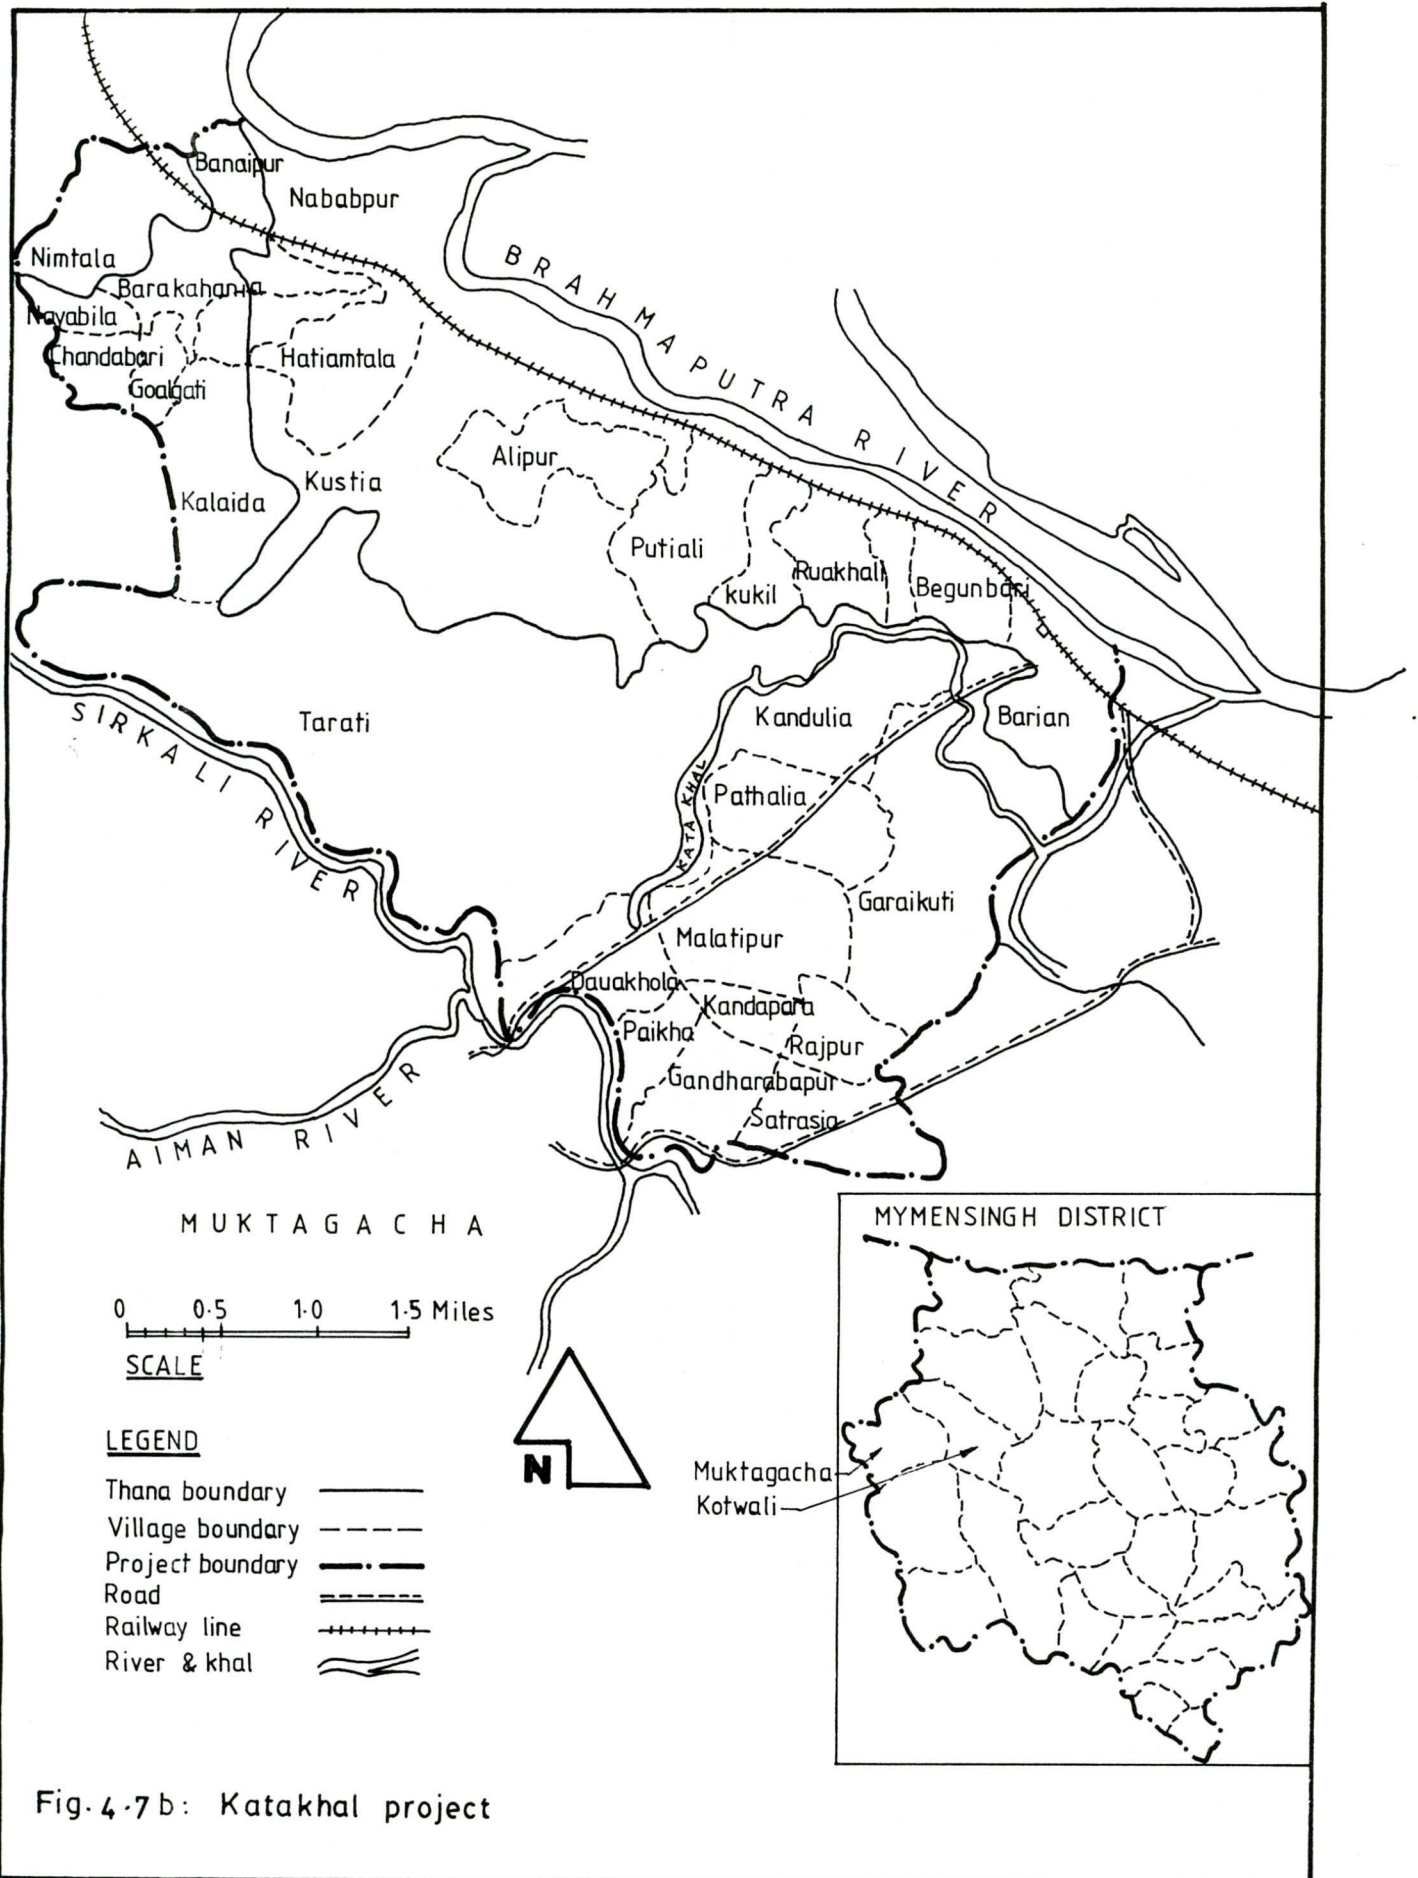 Banaipur
Nababpur
Nimtala
BRAHMAPUTRA RIVER
Barakahania
Nayabila
Chandabari
Hatiamtala
Goalgati
Alipur
Kustia
Kalaida
Putiali
Ruakhali
kukil
Begunbari
Tarati
Kandulia
Barian
SIRKALI RIVER
KATA KHAL
Pathalia
Garaikuti
Malatipur
Dauakhola
Kandapara
Paikha
Rajpur
Gandharabapur
Satrasia
AIMAN RIVER
MUKTAGACHA
0 0·5 1·0 1·5 Miles
SCALE
N
LEGEND
Thana boundary
Village boundary
Project boundary
Road
Railway line
River & khal
MYMENSINGH DISTRICT
Muktagacha
Kotwali
Fig. 4·7b: Katakhal project